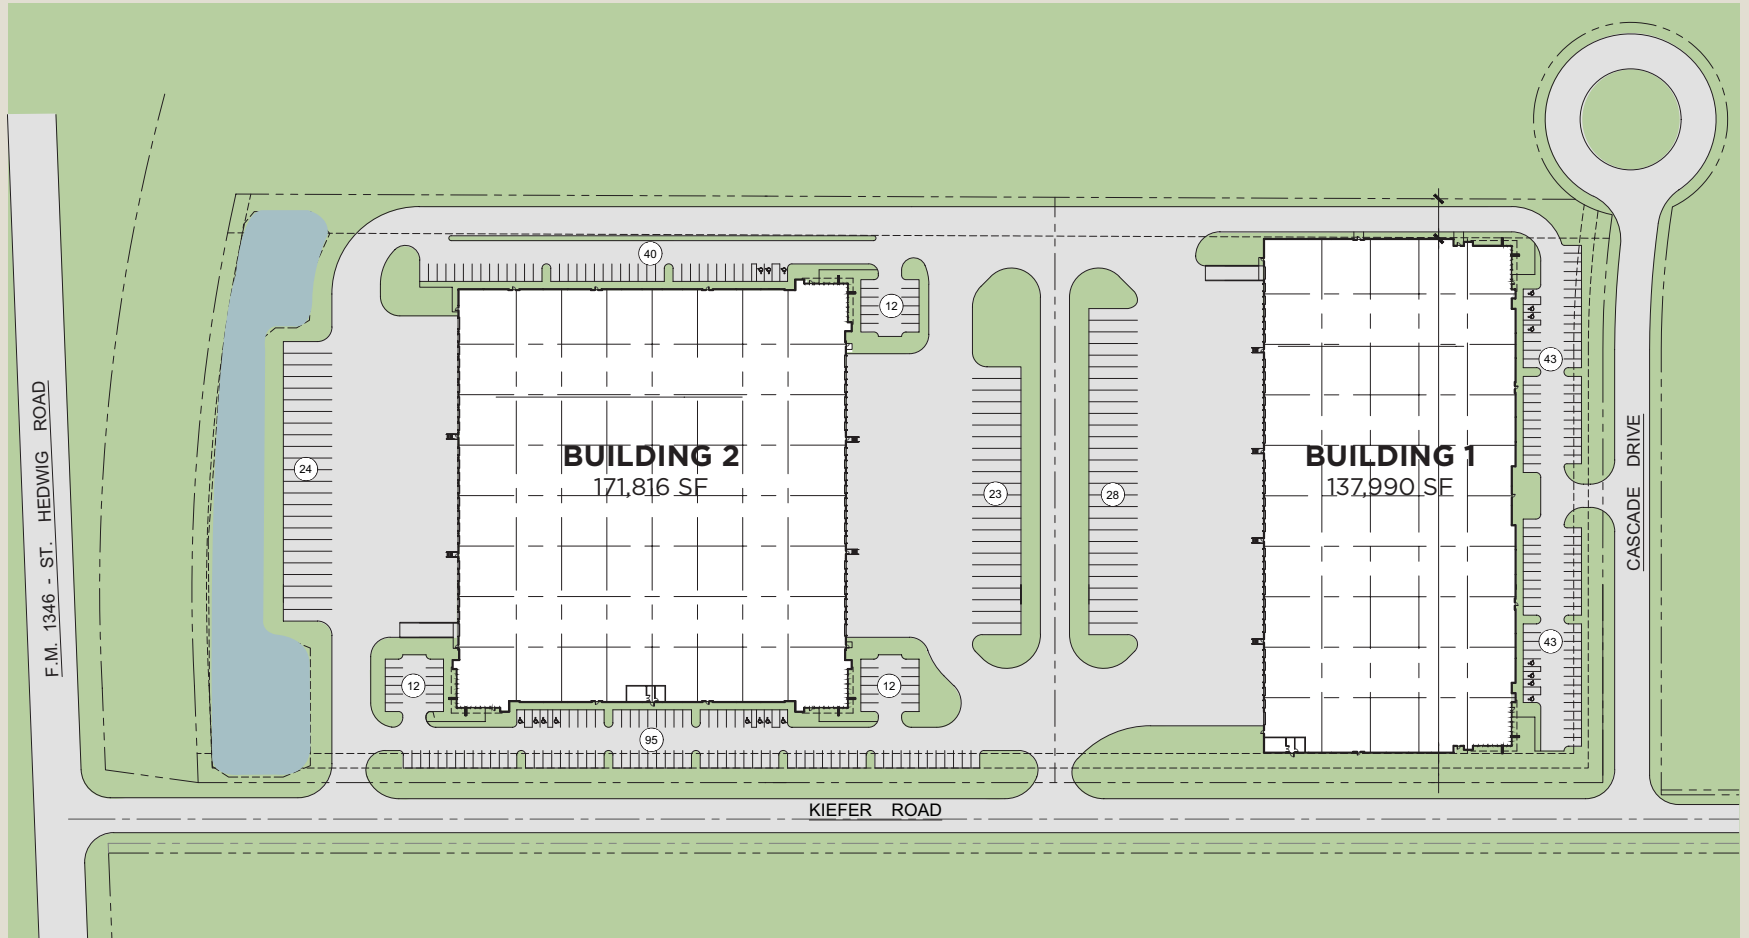 40
12
43
F.M. 1346 - ST. HEDWIG ROAD
BUILDING 2
171,816 SF
BUILDING 1
137,990 SF
24
23
28
CASCADE DRIVE
43
12
12
95
KIEFER ROAD